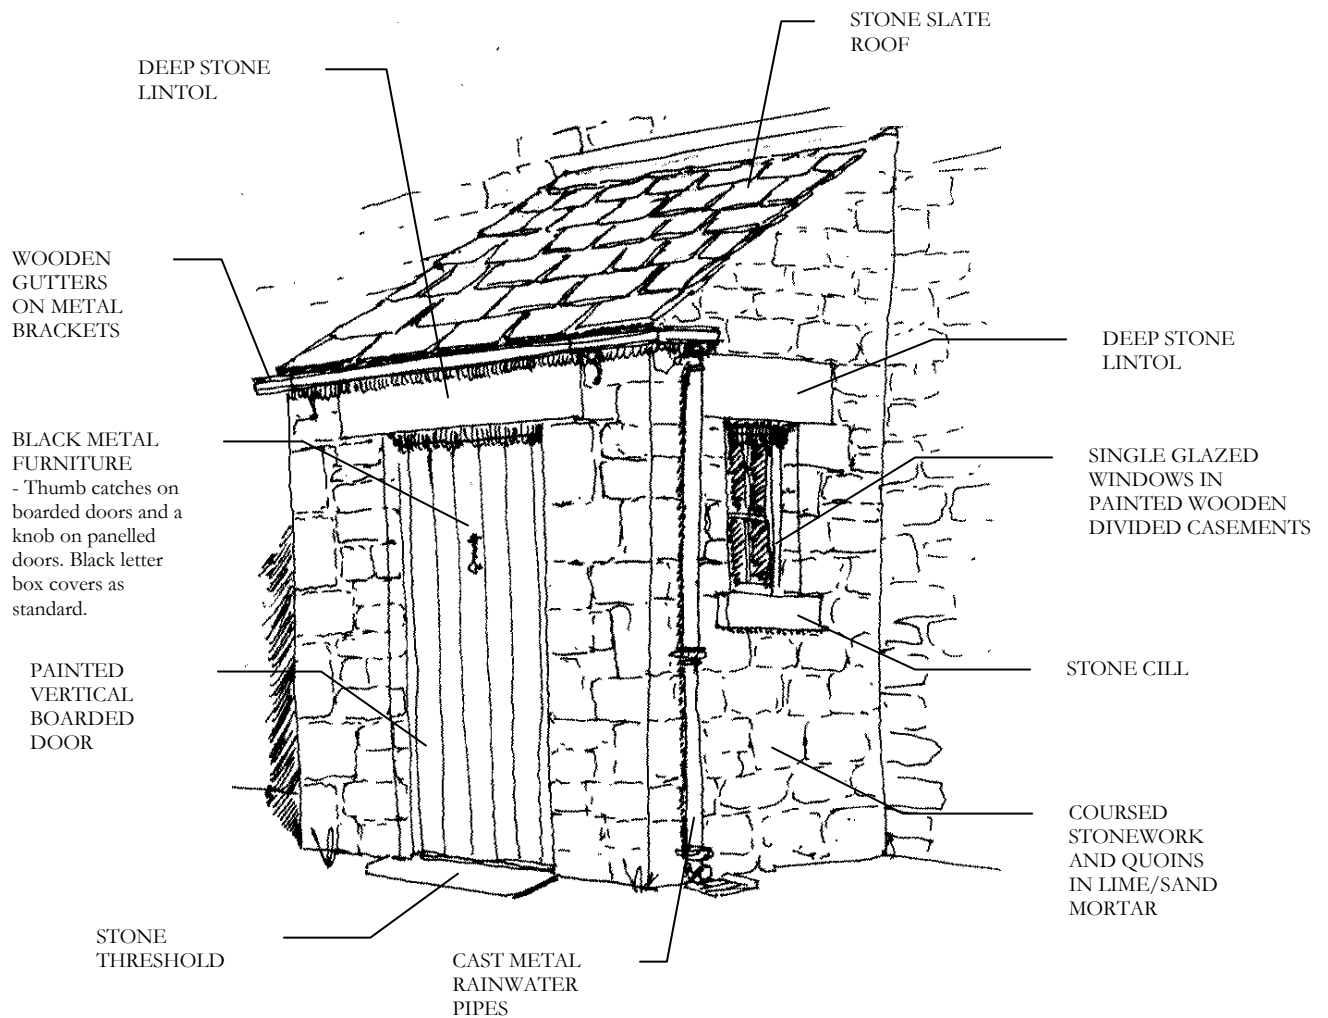 STONE SLATE
ROOF
DEEP STONE
LINTOL
WOODEN
GUTTERS
ON METAL
BRACKETS
DEEP STONE
LINTOL
BLACK METAL
FURNITURE
- Thumb catches on
boarded doors and a
knob on panelled
doors. Black letter
box covers as
standard.
SINGLE GLAZED
WINDOWS IN
PAINTED WOODEN
DIVIDED CASEMENTS
PAINTED
VERTICAL
BOARDED
DOOR
STONE CILL
COURSED
STONEWORK
AND QUOINS
IN LIME/SAND
MORTAR
STONE
THRESHOLD
CAST METAL
RAINWATER
PIPES